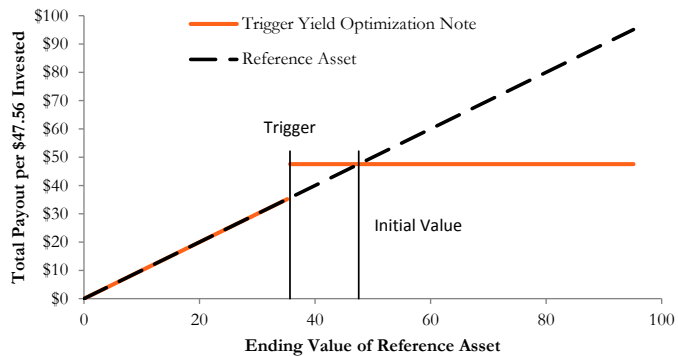 Total Payout per $47.56 Invested
$100
$90
$80
$70
$60
$50
$40
$30
$20
$10
$0
Trigger Yield Optimization Note
Reference Asset
Trigger
Initial Value
0 20 40 60 80 100
Ending Value of Reference Asset